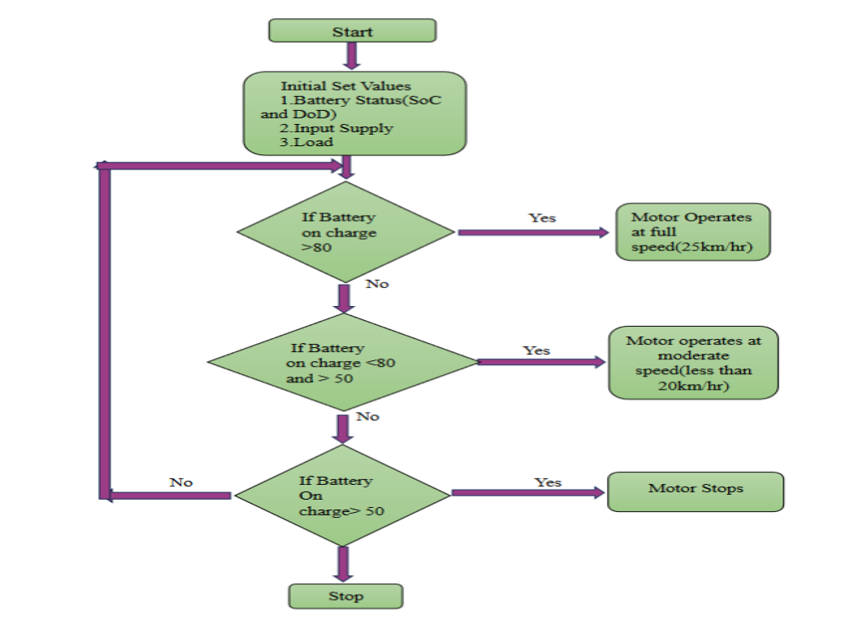 Start
Initial Set Values
1.Battery Status(SoC
and DoD)
2.Input Supply
3.Load
If Battery
on charge
>80
Yes
Motor Operates
at full
speed(25km/hr)
No
If Battery
on charge <80
and > 50
Yes
Motor operates at
moderate
speed(less than
20km/hr)
No
If Battery
On
charge> 50
No
Yes
Motor Stops
Stop